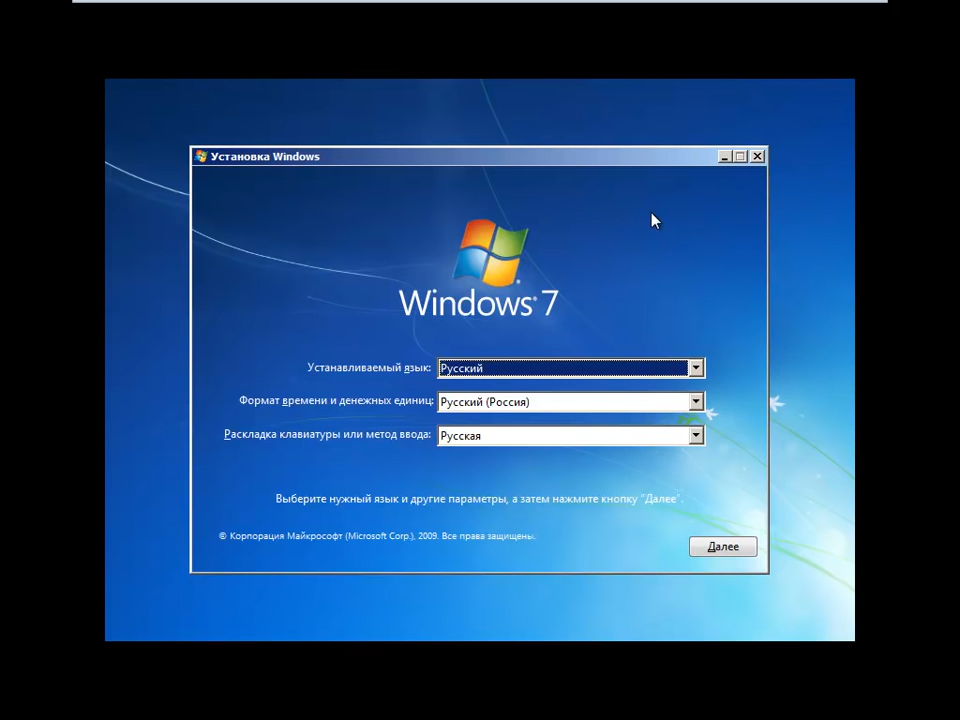 Установка Windows
Windows® 7
Устанавливаемый язык: Русский
Формат времени и денежных единиц: Русский (Россия)
Раскладка клавиатуры или метод ввода: Русская
Выберите нужный язык и другие параметры, а затем нажмите кнопку "Далее".
© Корпорация Майкрософт (Microsoft Corp.), 2009. Все права защищены.
Далее